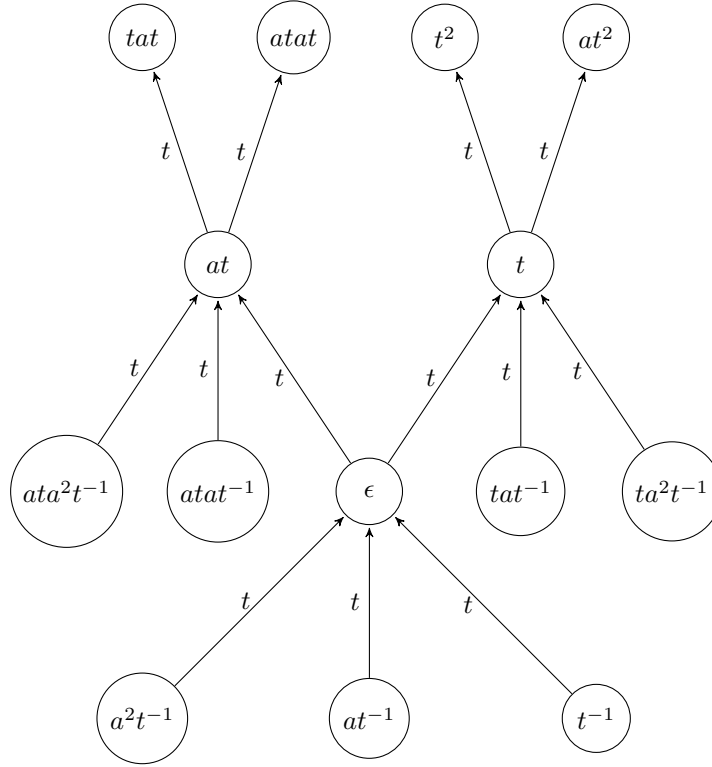 tat atat t² at²
t t t t
at t
t t t t t t
ata²t⁻¹ atat⁻¹ ϵ tat⁻¹ ta²t⁻¹
t t t
a²t⁻¹ at⁻¹ t⁻¹